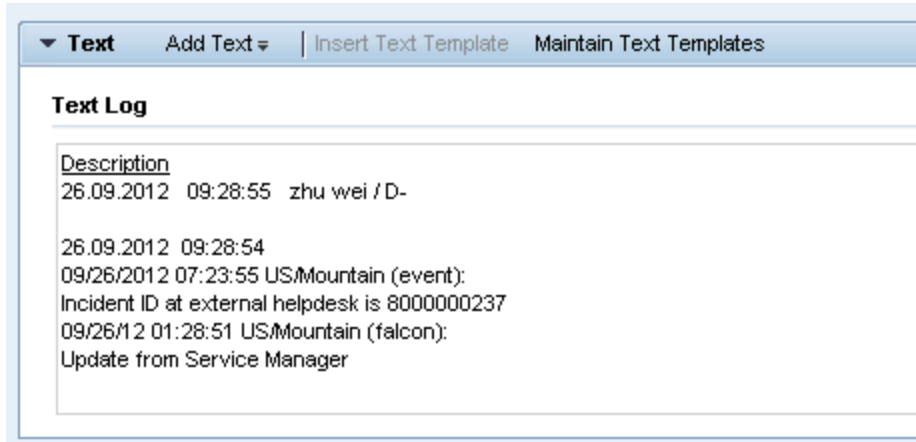 Text Add Text Insert Text Template Maintain Text Templates
Text Log
Description
26.09.2012 09:28:55 zhu wei / D-
26.09.2012 09:28:54
09/26/2012 07:23:55 US/Mountain (event):
Incident ID at external helpdesk is 8000000237
09/26/12 01:28:51 US/Mountain (falcon):
Update from Service Manager